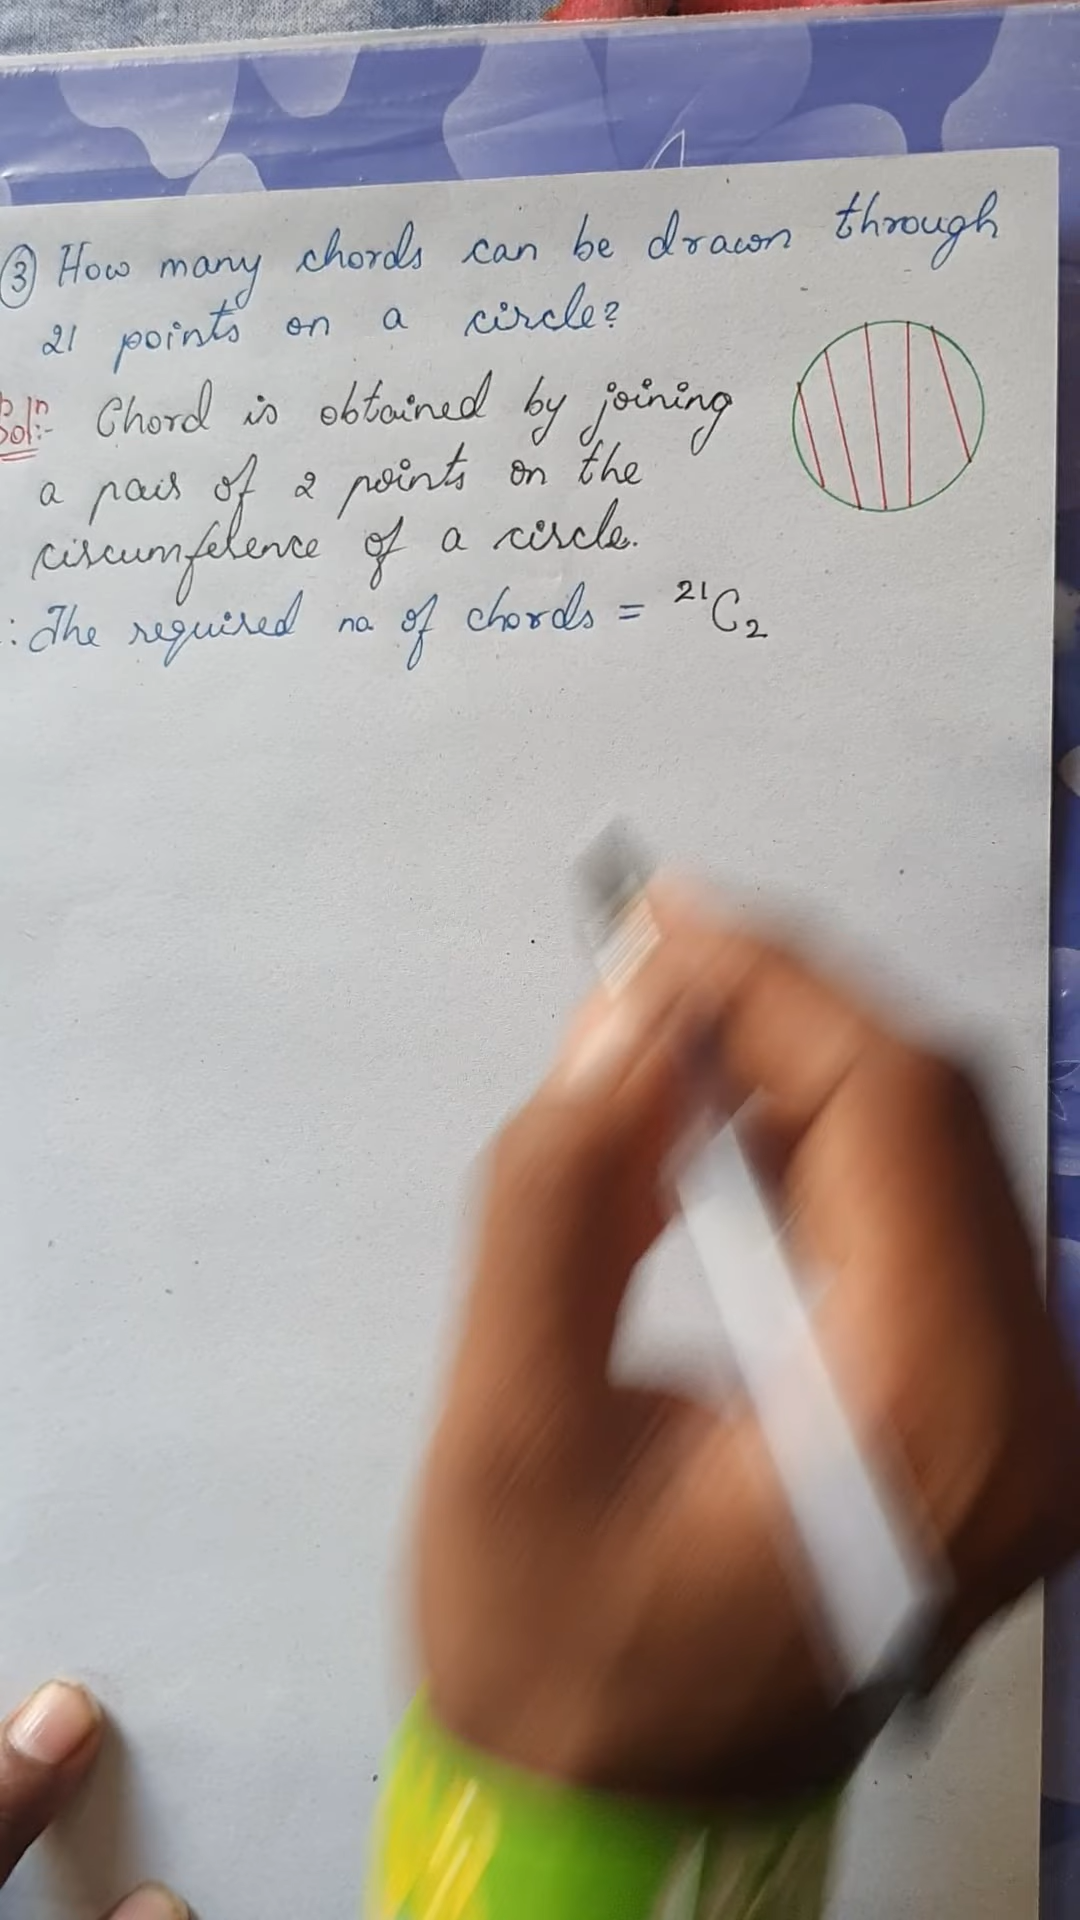 ③ How many chords can be drawn through
21 points on a circle?
Sol|n:- Chord is obtained by joining
a pair of 2 points on the
circumference of a circle.
∴ The required no of chords = ²¹C₂